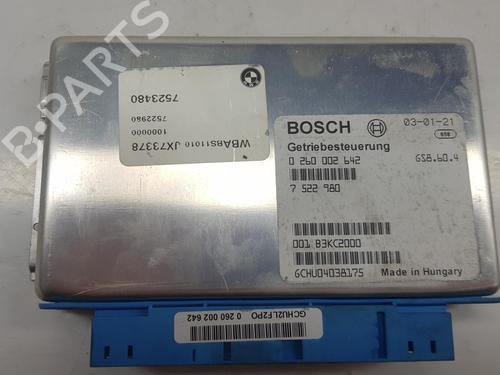 7523480
7522980
1000000
WBABS11010 JX73378
BOSCH
03-01-21
Getriebesteuerung
0 260 002 642
GS8.60.4
7 522 980
001 B3KC2000
GCHU04038175
Made in Hungary
GCHU2LF2PO
0 260 002 642
B-PARTS